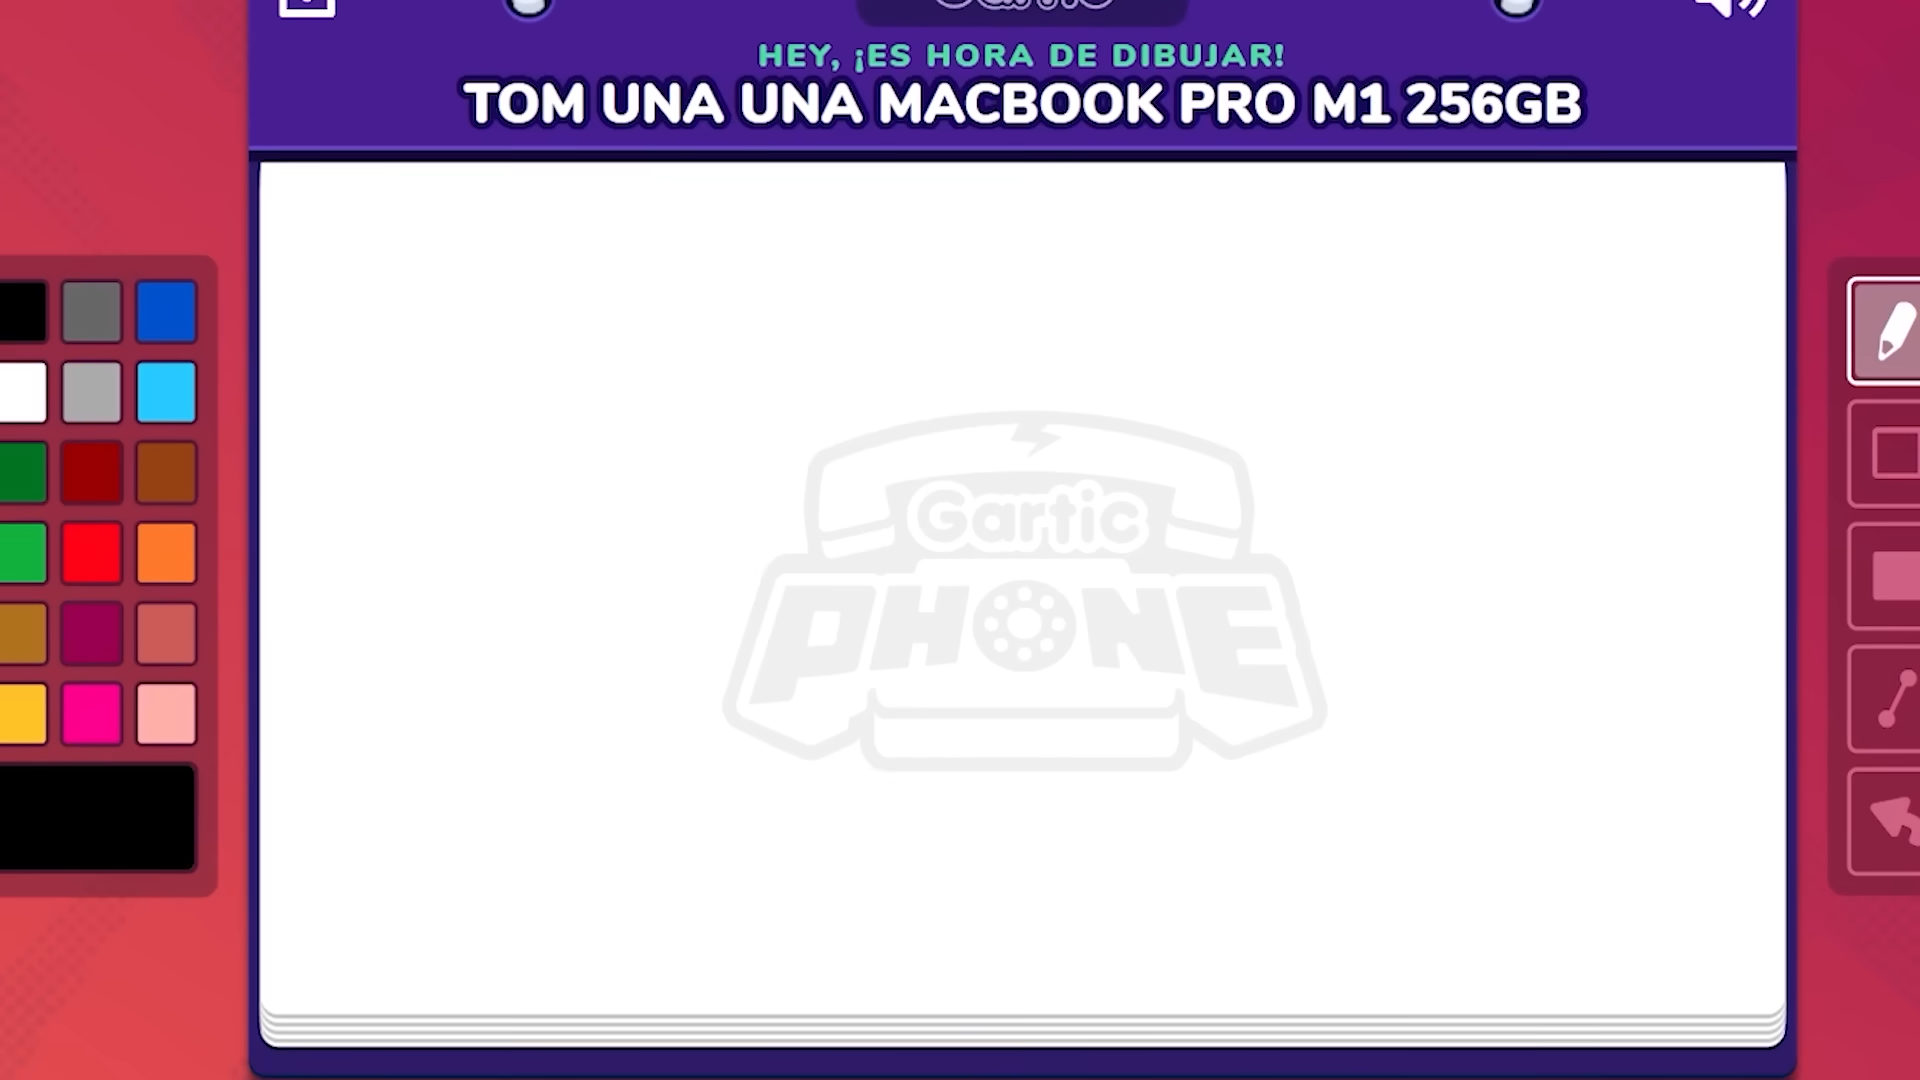 HEY, ¡ES HORA DE DIBUJAR!
TOM UNA UNA MACBOOK PRO M1 256GB
Gartic
PHONE